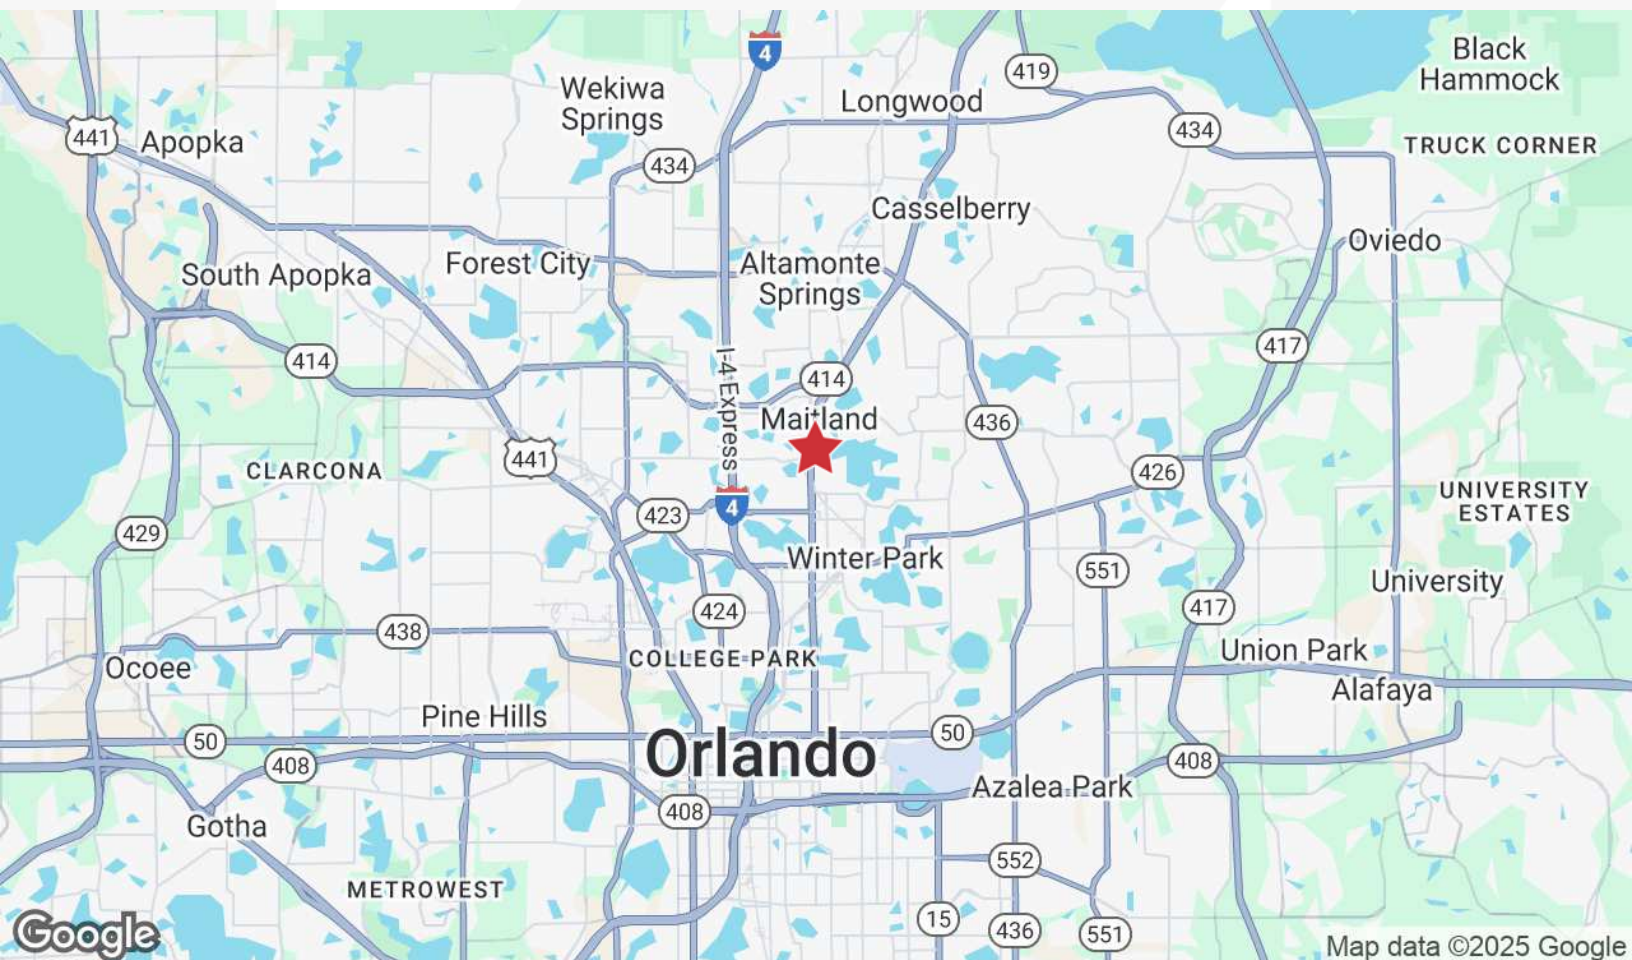 4
419
Black
Hammock
Wekiwa
Springs
Longwood
434
441
Apopka
TRUCK CORNER
434
Casselberry
Oviedo
Forest City
Altamonte
Springs
South Apopka
417
414
I-4 Express
414
Maitland
436
441
CLARCONA
426
UNIVERSITY
ESTATES
4
423
429
Winter Park
551
University
424
417
438
Union Park
COLLEGE PARK
Ocoee
Alafaya
Pine Hills
50
50
Orlando
408
408
Azalea Park
408
Gotha
552
METROWEST
15
436
551
Google
Map data ©2025 Google